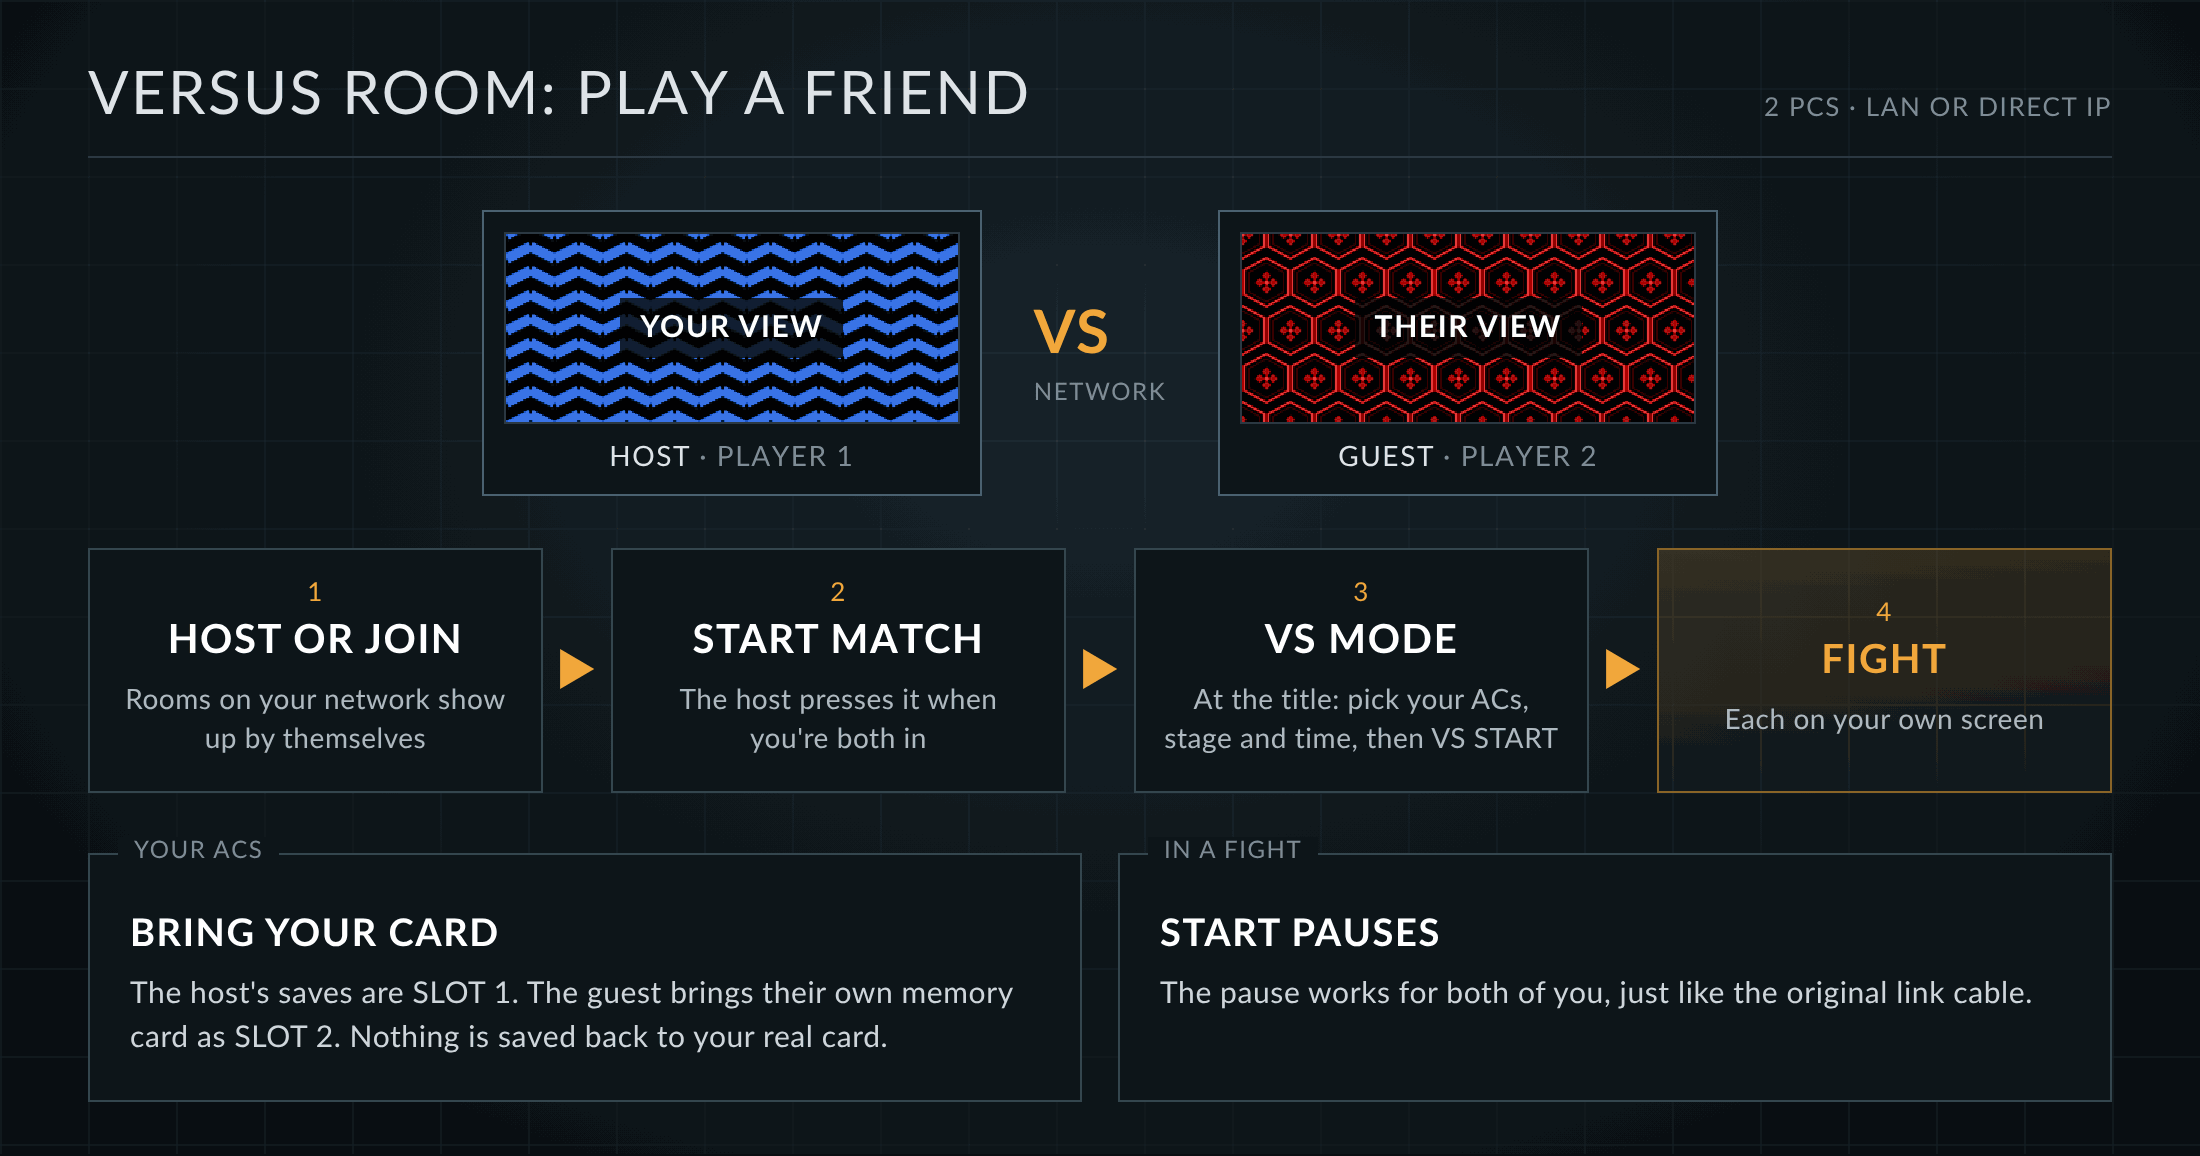 VERSUS ROOM: PLAY A FRIEND
2 PCS · LAN OR DIRECT IP
YOUR VIEW
HOST · PLAYER 1
VS
NETWORK
THEIR VIEW
GUEST · PLAYER 2
1
HOST OR JOIN
Rooms on your network show
up by themselves
2
START MATCH
The host presses it when
you're both in
3
VS MODE
At the title: pick your ACs,
stage and time, then VS START
4
FIGHT
Each on your own screen
YOUR ACS
BRING YOUR CARD
The host's saves are SLOT 1. The guest brings their own memory
card as SLOT 2. Nothing is saved back to your real card.
IN A FIGHT
START PAUSES
The pause works for both of you, just like the original link cable.